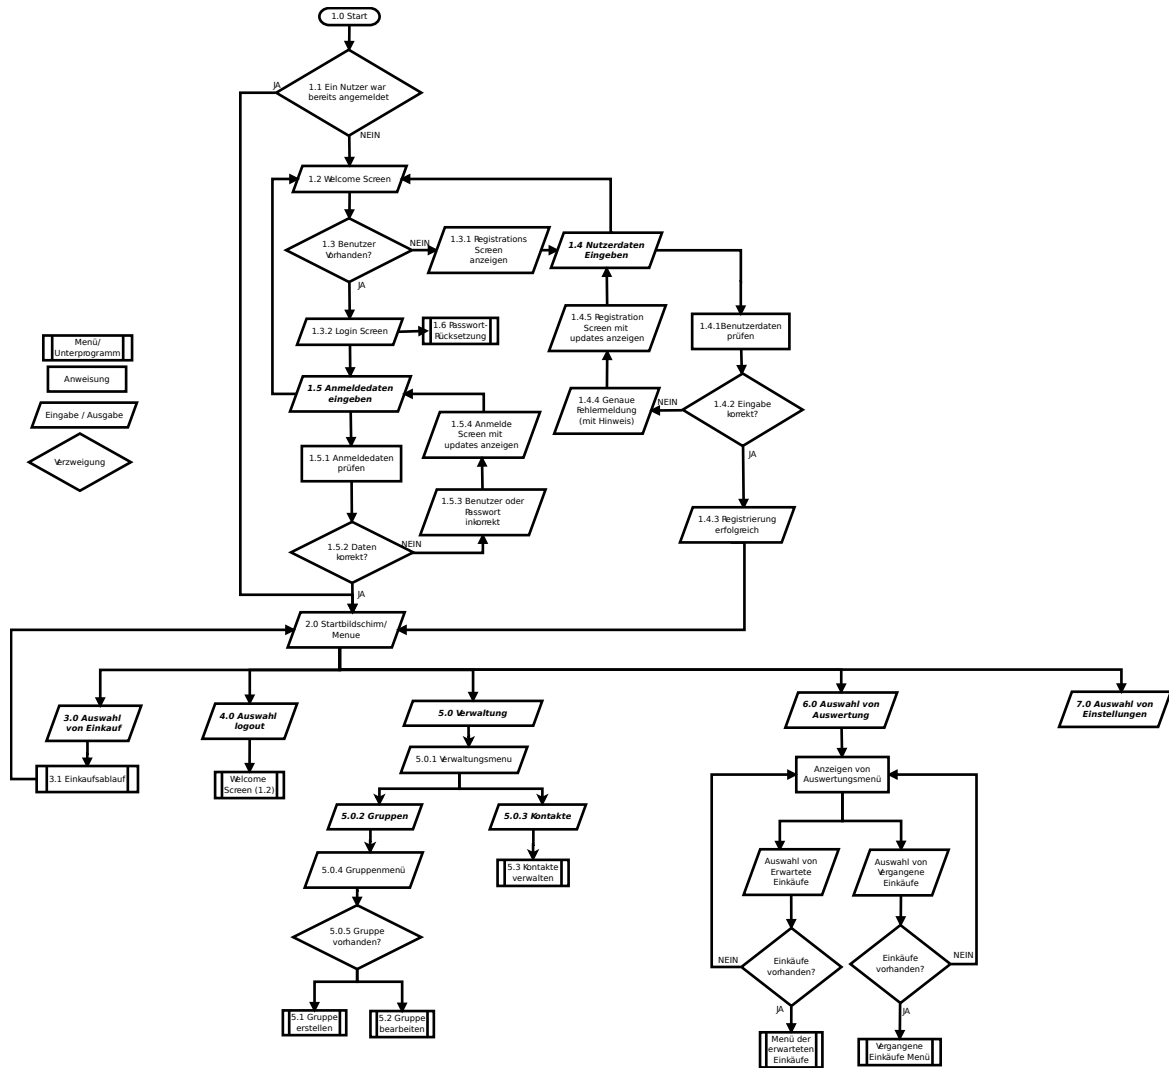 1.0 Start
1.1 Ein Nutzer war
bereits angemeldet
JA
NEIN
1.2 Welcome Screen
1.3 Benutzer
Vorhanden?
NEIN
JA
1.3.1 Registrations
Screen
anzeigen
1.4 Nutzerdaten
Eingeben
1.3.2 Login Screen
1.6 Passwort-
Rücksetzung
1.4.5 Registration
Screen mit
updates anzeigen
1.4.1Benutzerdaten
prüfen
Menü/
Unterprogramm
Anweisung
Eingabe / Ausgabe
Verzweigung
1.5 Anmeldedaten
eingeben
1.4.4 Genaue
Fehlermeldung
(mit Hinweis)
NEIN
1.4.2 Eingabe
korrekt?
JA
1.5.4 Anmelde
Screen mit
updates anzeigen
1.5.1 Anmeldedaten
prüfen
1.5.3 Benutzer oder
Passwort
inkorrekt
1.4.3 Registrierung
erfolgreich
1.5.2 Daten
korrekt?
NEIN
JA
2.0 Startbildschim/
Menue
3.0 Auswahl
von Einkauf
4.0 Auswahl
logout
5.0 Verwaltung
6.0 Auswahl von
Auswertung
7.0 Auswahl von
Einstellungen
3.1 Einkaufsablauf
Welcome
Screen (1.2)
5.0.1 Verwaltungsmenu
Anzeigen von
Auswertungsmenü
5.0.2 Gruppen
5.0.3 Kontakte
5.0.4 Gruppenmenü
5.3 Kontakte
verwalten
Auswahl von
Erwartete
Einkäufe
Auswahl von
Vergangene
Einkäufe
5.0.5 Gruppe
vorhanden?
NEIN
Einkäufe
vorhanden?
JA
Einkäufe
vorhanden?
NEIN
JA
5.1 Gruppe
erstellen
5.2 Gruppe
bearbeiten
Menü der
erwarteten
Einkäufe
Vergangene
Einkäufe Menü